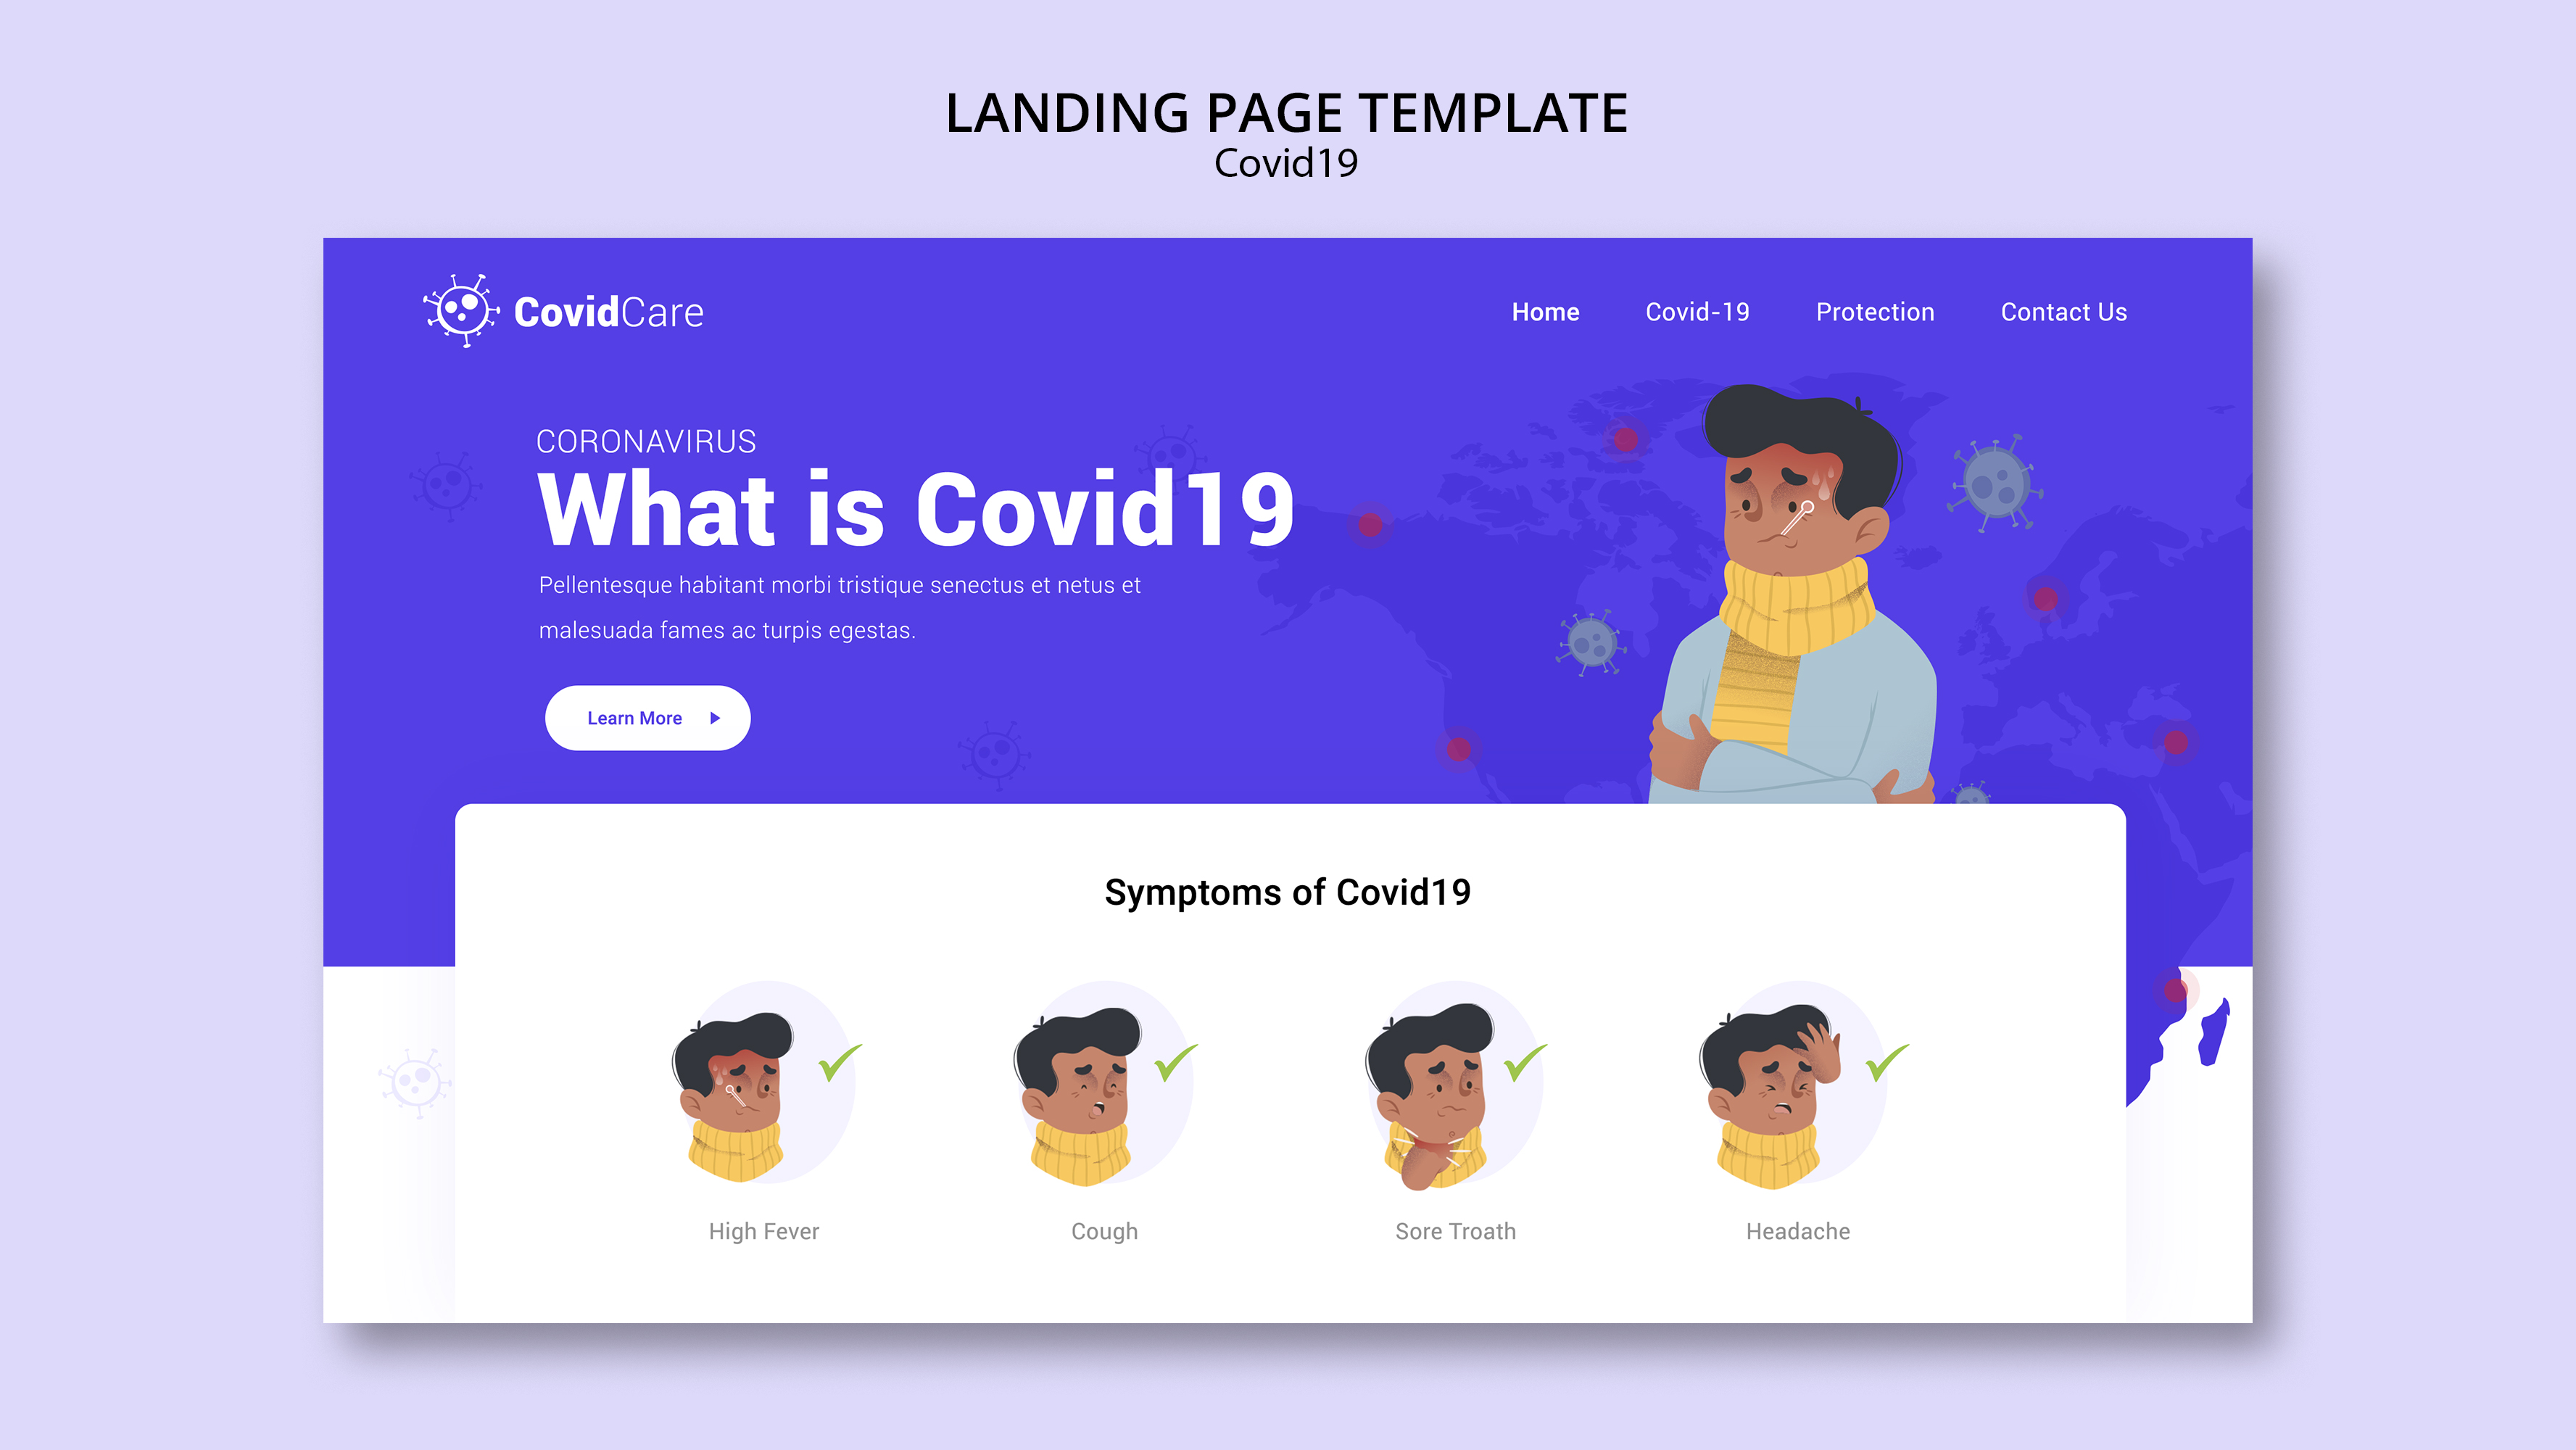 LANDING PAGE TEMPLATE
Covid19
CovidCare
Home Covid-19 Protection Contact Us
CORONAVIRUS
What is Covid19
Pellentesque habitant morbi tristique senectus et netus et
malesuada fames ac turpis egestas.
Learn More
Symptoms of Covid19
High Fever Cough Sore Troath Headache